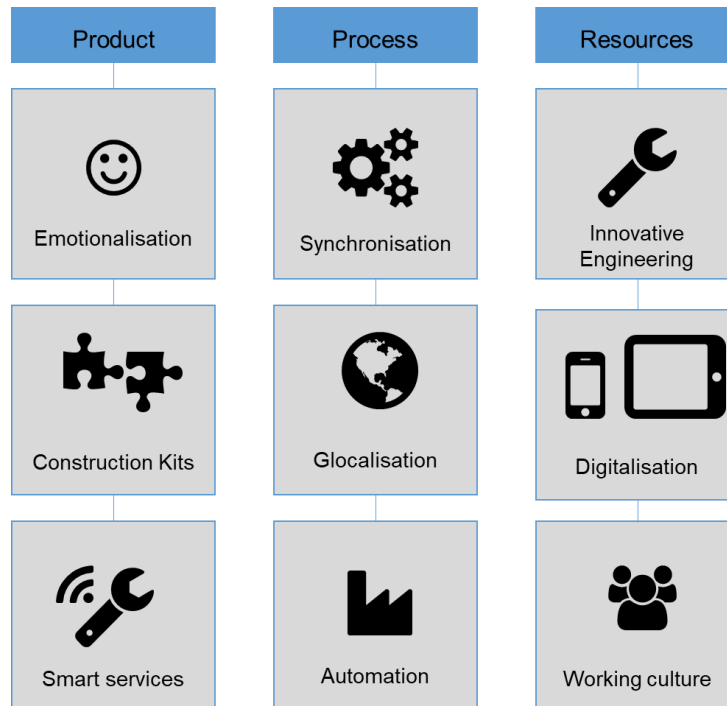 Product
Emotionalisation
Construction Kits
Smart services
Process
Synchronisation
Glocalisation
Automation
Resources
Innovative
Engineering
Digitalisation
Working culture